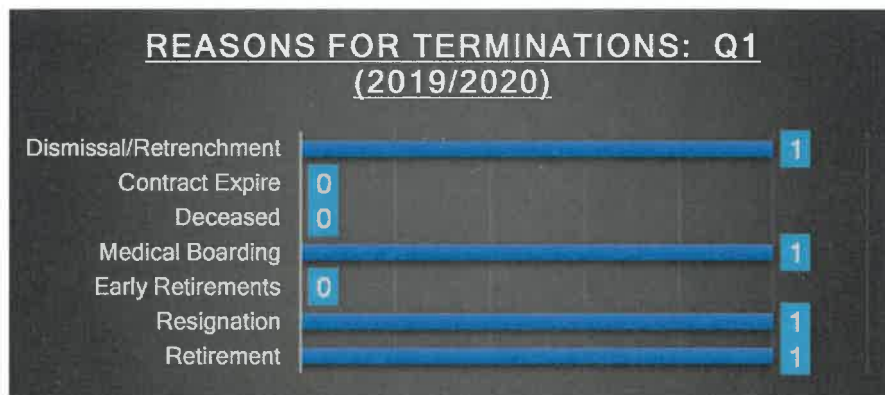 REASONS FOR TERMINATIONS: Q1
(2019/2020)
Dismissal/Retrenchment 1
Contract Expire 0
Deceased 0
Medical Boarding 1
Early Retirements 0
Resignation 1
Retirement 1